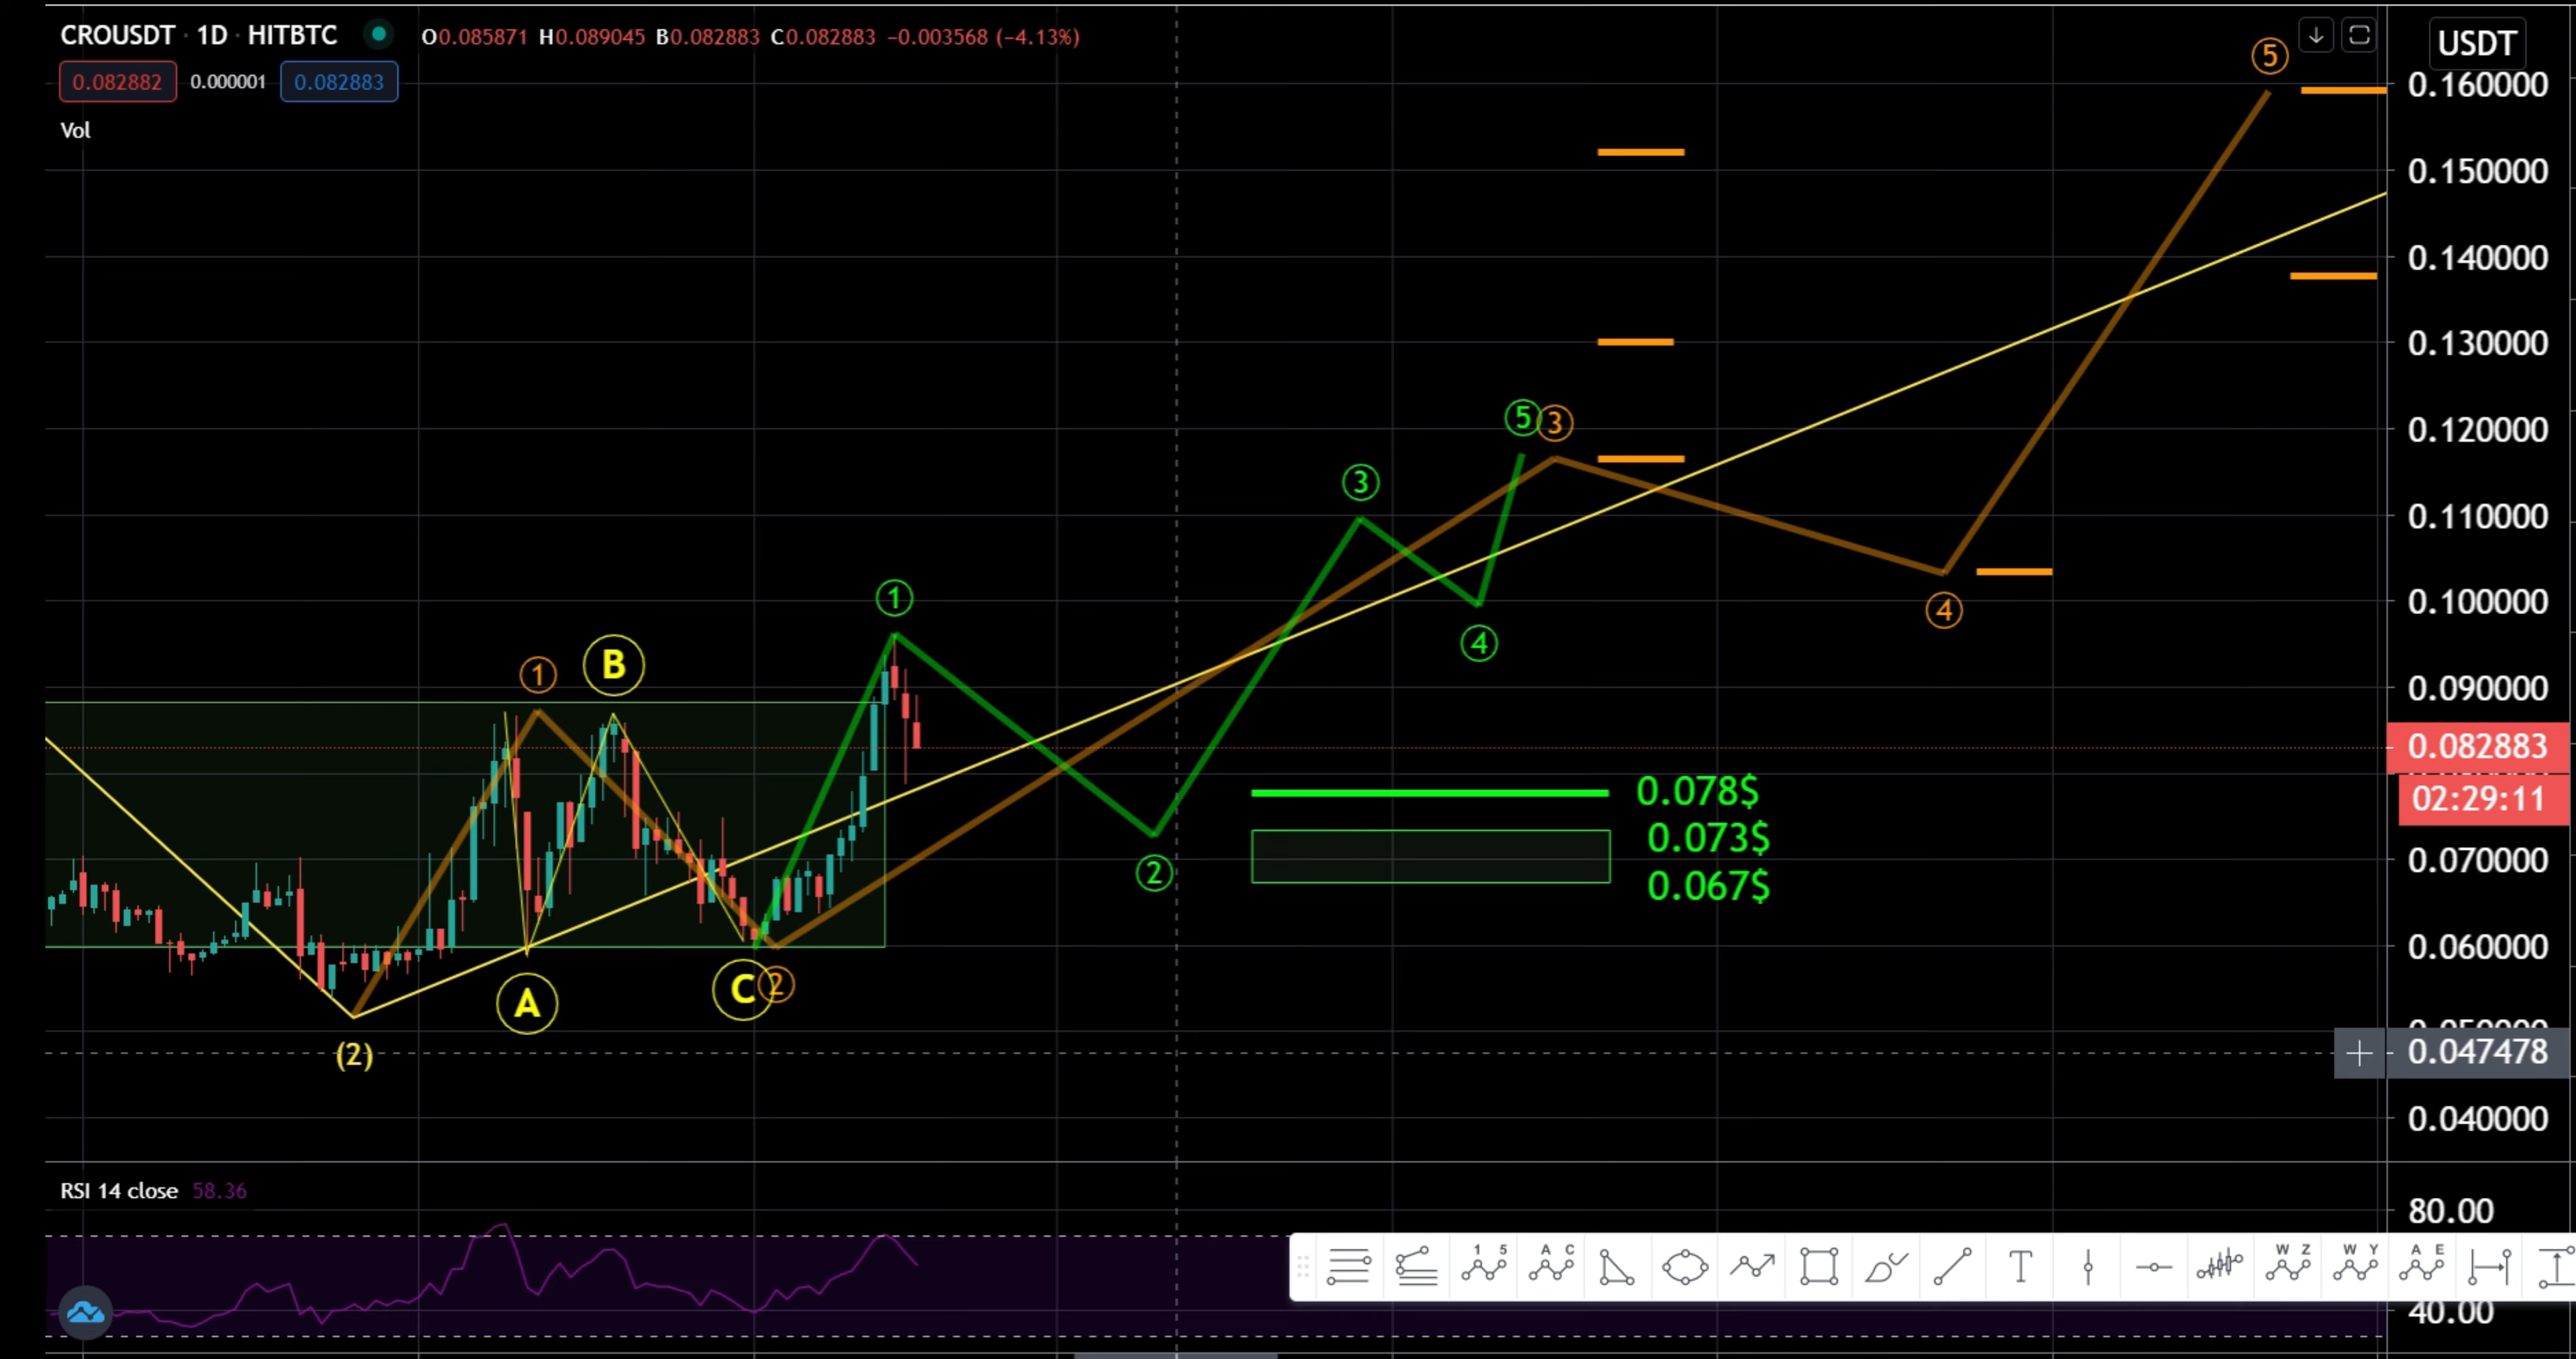 CROUSDT · 1D · HITBTC O0.085871 H0.089045 B0.082883 C0.082883 −0.003568 (−4.13%)
0.082882 0.000001 0.082883
Vol
USDT
5
0.160000
0.150000
0.140000
0.130000
5 3
0.120000
3
0.110000
1
0.100000
4
4
1
B
0.090000
0.082883
0.078$
02:29:11
0.073$
2
0.070000
0.067$
0.060000
A
C 2
(2)
0.047478
0.040000
RSI 14 close 58.36
80.00
1 5
A C
T
W Z
W Y
A E
40.00